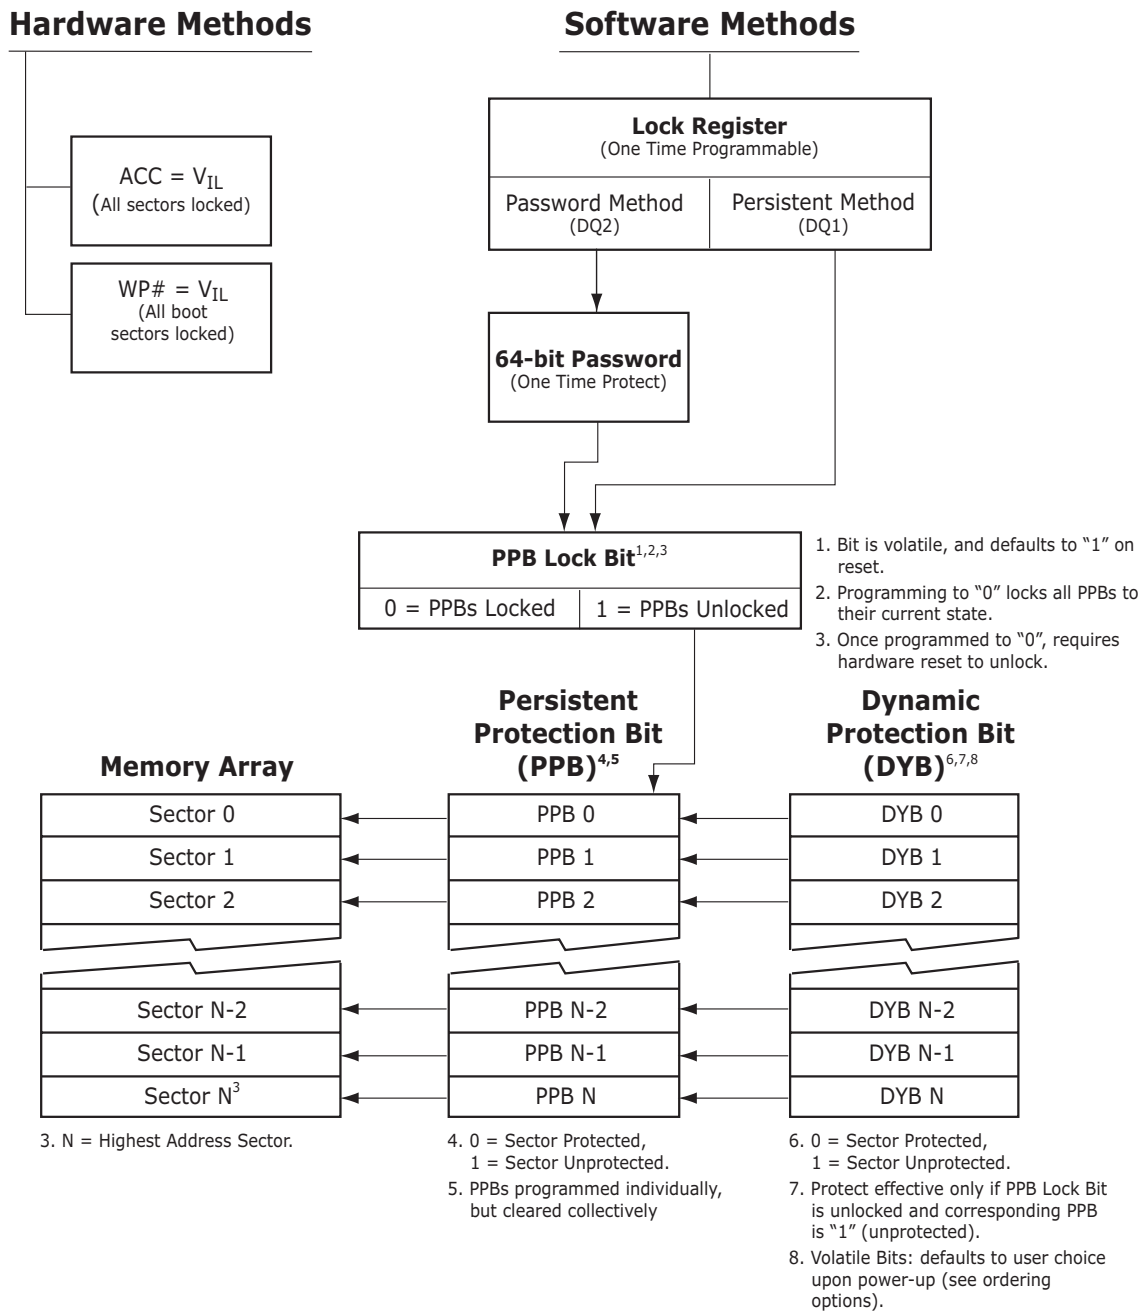 Hardware Methods
Software Methods
ACC = VIL
(All sectors locked)
WP# = VIL
(All boot
sectors locked)
Lock Register
(One Time Programmable)
Password Method
(DQ2)
Persistent Method
(DQ1)
64-bit Password
(One Time Protect)
PPB Lock Bit1,2,3
0 = PPBs Locked
1 = PPBs Unlocked
1. Bit is volatile, and defaults to “1” on
reset.
2. Programming to “0” locks all PPBs to
their current state.
3. Once programmed to “0”, requires
hardware reset to unlock.
Memory Array
Persistent
Protection Bit
(PPB)4,5
Dynamic
Protection Bit
(DYB)6,7,8
Sector 0
PPB 0
DYB 0
Sector 1
PPB 1
DYB 1
Sector 2
PPB 2
DYB 2
Sector N-2
PPB N-2
DYB N-2
Sector N-1
PPB N-1
DYB N-1
Sector N3
PPB N
DYB N
3. N = Highest Address Sector.
4. 0 = Sector Protected,
1 = Sector Unprotected.
5. PPBs programmed individually,
but cleared collectively
6. 0 = Sector Protected,
1 = Sector Unprotected.
7. Protect effective only if PPB Lock Bit
is unlocked and corresponding PPB
is “1” (unprotected).
8. Volatile Bits: defaults to user choice
upon power-up (see ordering
options).